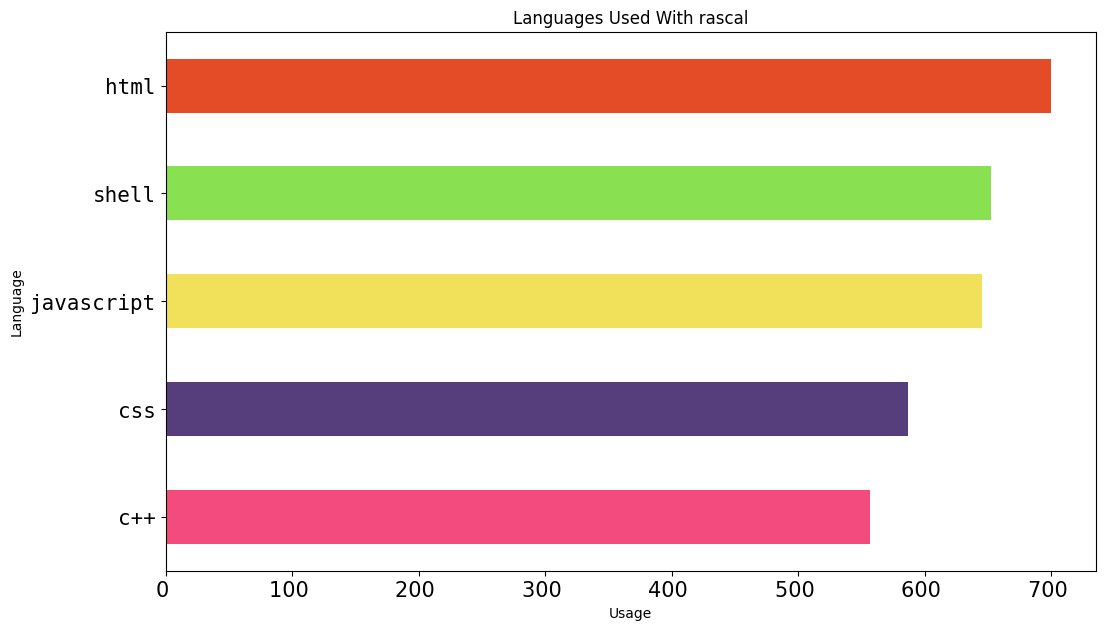 Languages Used With rascal
html
shell
javascript
css
c++
Language
0 100 200 300 400 500 600 700
Usage